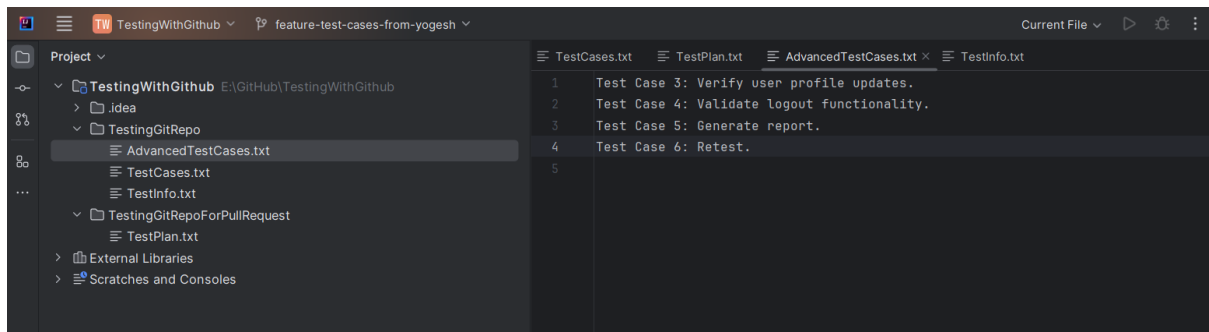 TW TestingWithGithub feature-test-cases-from-yogesh Current File
Project
TestingWithGithub E:\GitHub\TestingWithGithub
.idea
TestingGitRepo
AdvancedTestCases.txt
TestCases.txt
TestInfo.txt
TestingGitRepoForPullRequest
TestPlan.txt
External Libraries
Scratches and Consoles
TestCases.txt TestPlan.txt AdvancedTestCases.txt TestInfo.txt
1 Test Case 3: Verify user profile updates.
2 Test Case 4: Validate logout functionality.
3 Test Case 5: Generate report.
4 Test Case 6: Retest.
5